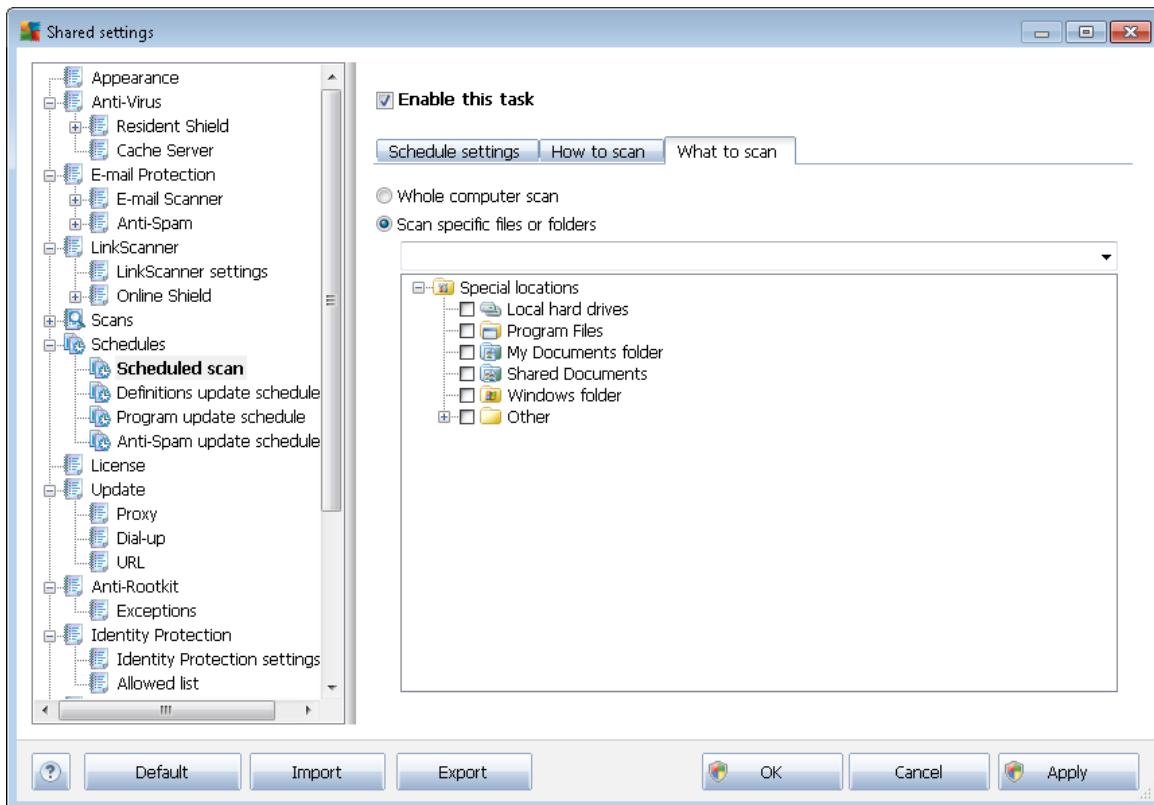 Shared settings
Appearance
Anti-Virus
Resident Shield
Cache Server
E-mail Protection
E-mail Scanner
Anti-Spam
LinkScanner
LinkScanner settings
Online Shield
Scans
Schedules
Scheduled scan
Definitions update schedule
Program update schedule
Anti-Spam update schedule
License
Update
Proxy
Dial-up
URL
Anti-Rootkit
Exceptions
Identity Protection
Identity Protection settings
Allowed list
Enable this task
Schedule settings How to scan What to scan
Whole computer scan
Scan specific files or folders
Special locations
Local hard drives
Program Files
My Documents folder
Shared Documents
Windows folder
Other
? Default Import Export OK Cancel Apply